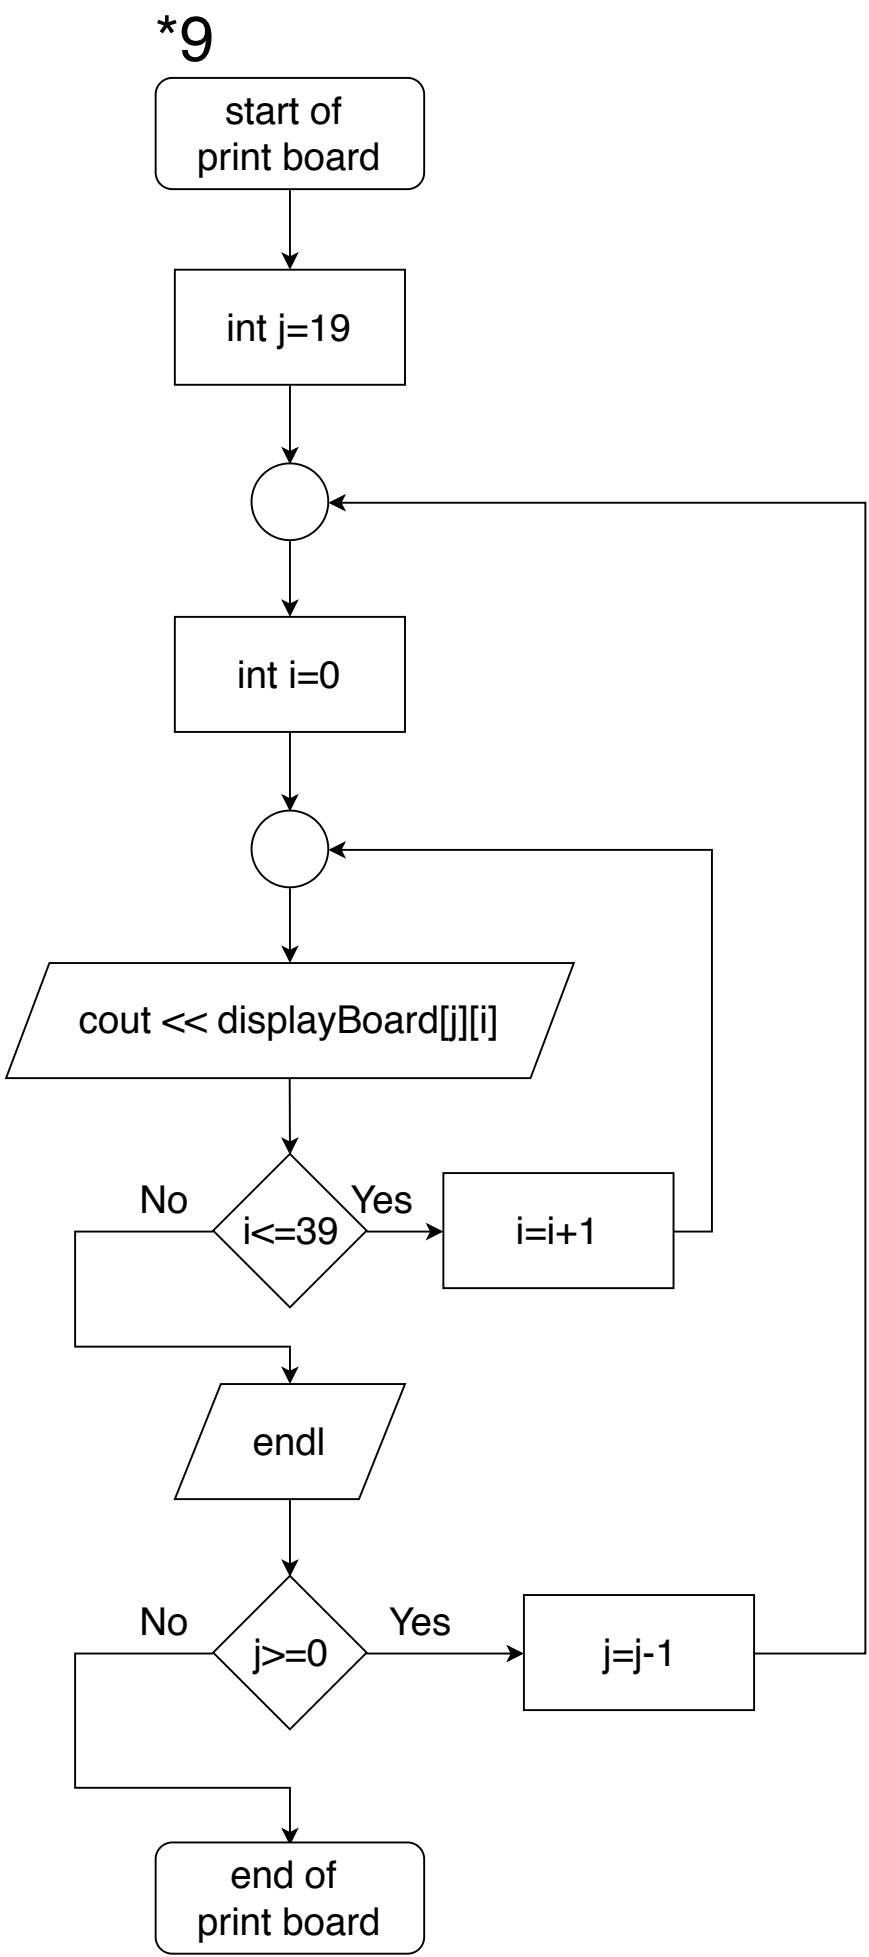 *9
start of
print board
int j=19
int i=0
cout << displayBoard[j][i]
No
Yes
i<=39
i=i+1
endl
No
Yes
j>=0
j=j-1
end of
print board